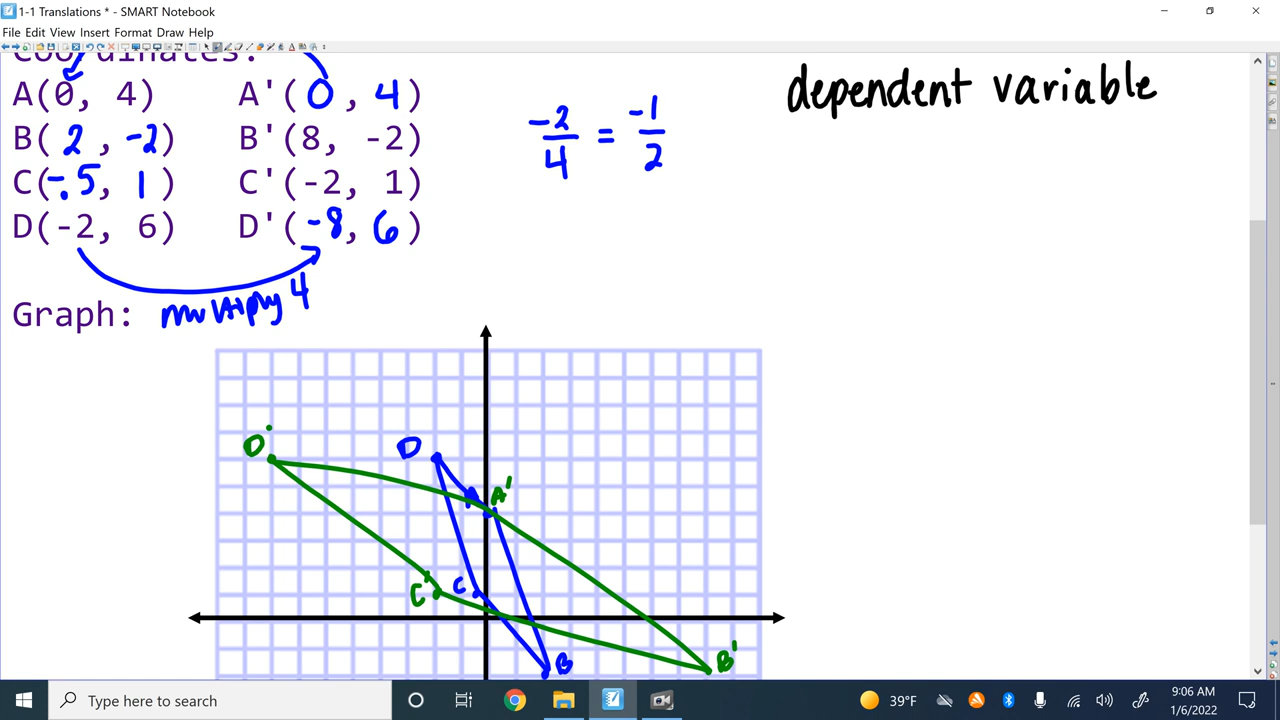 1-1 Translations * - SMART Notebook
File Edit View Insert Format Draw Help
Coordinates:
A(0, 4) A'(0, 4)
B(2, -2) B'(8, -2)
C(-.5, 1) C'(-2, 1)
D(-2, 6) D'(-8, 6)
multiply 4
Graph:
-2/4 = -1/2
dependent variable
D'
D
A
A'
C'
C
B
B'
Type here to search
39°F
9:06 AM
1/6/2022